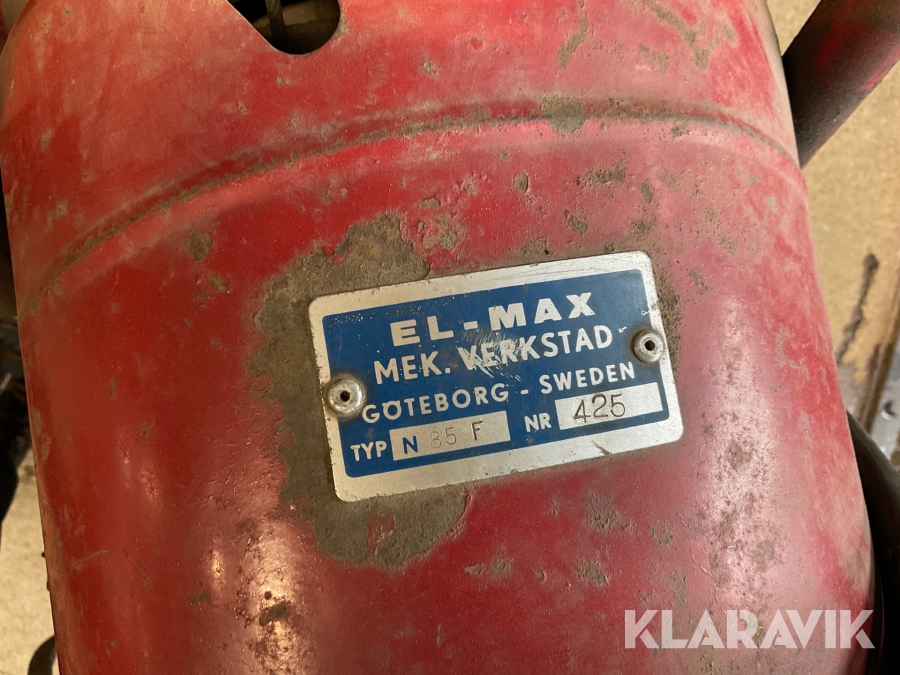 EL-MAX
MEK. VERKSTAD
GÖTEBORG - SWEDEN
TYP N 85 F NR 425
KLARAVIK